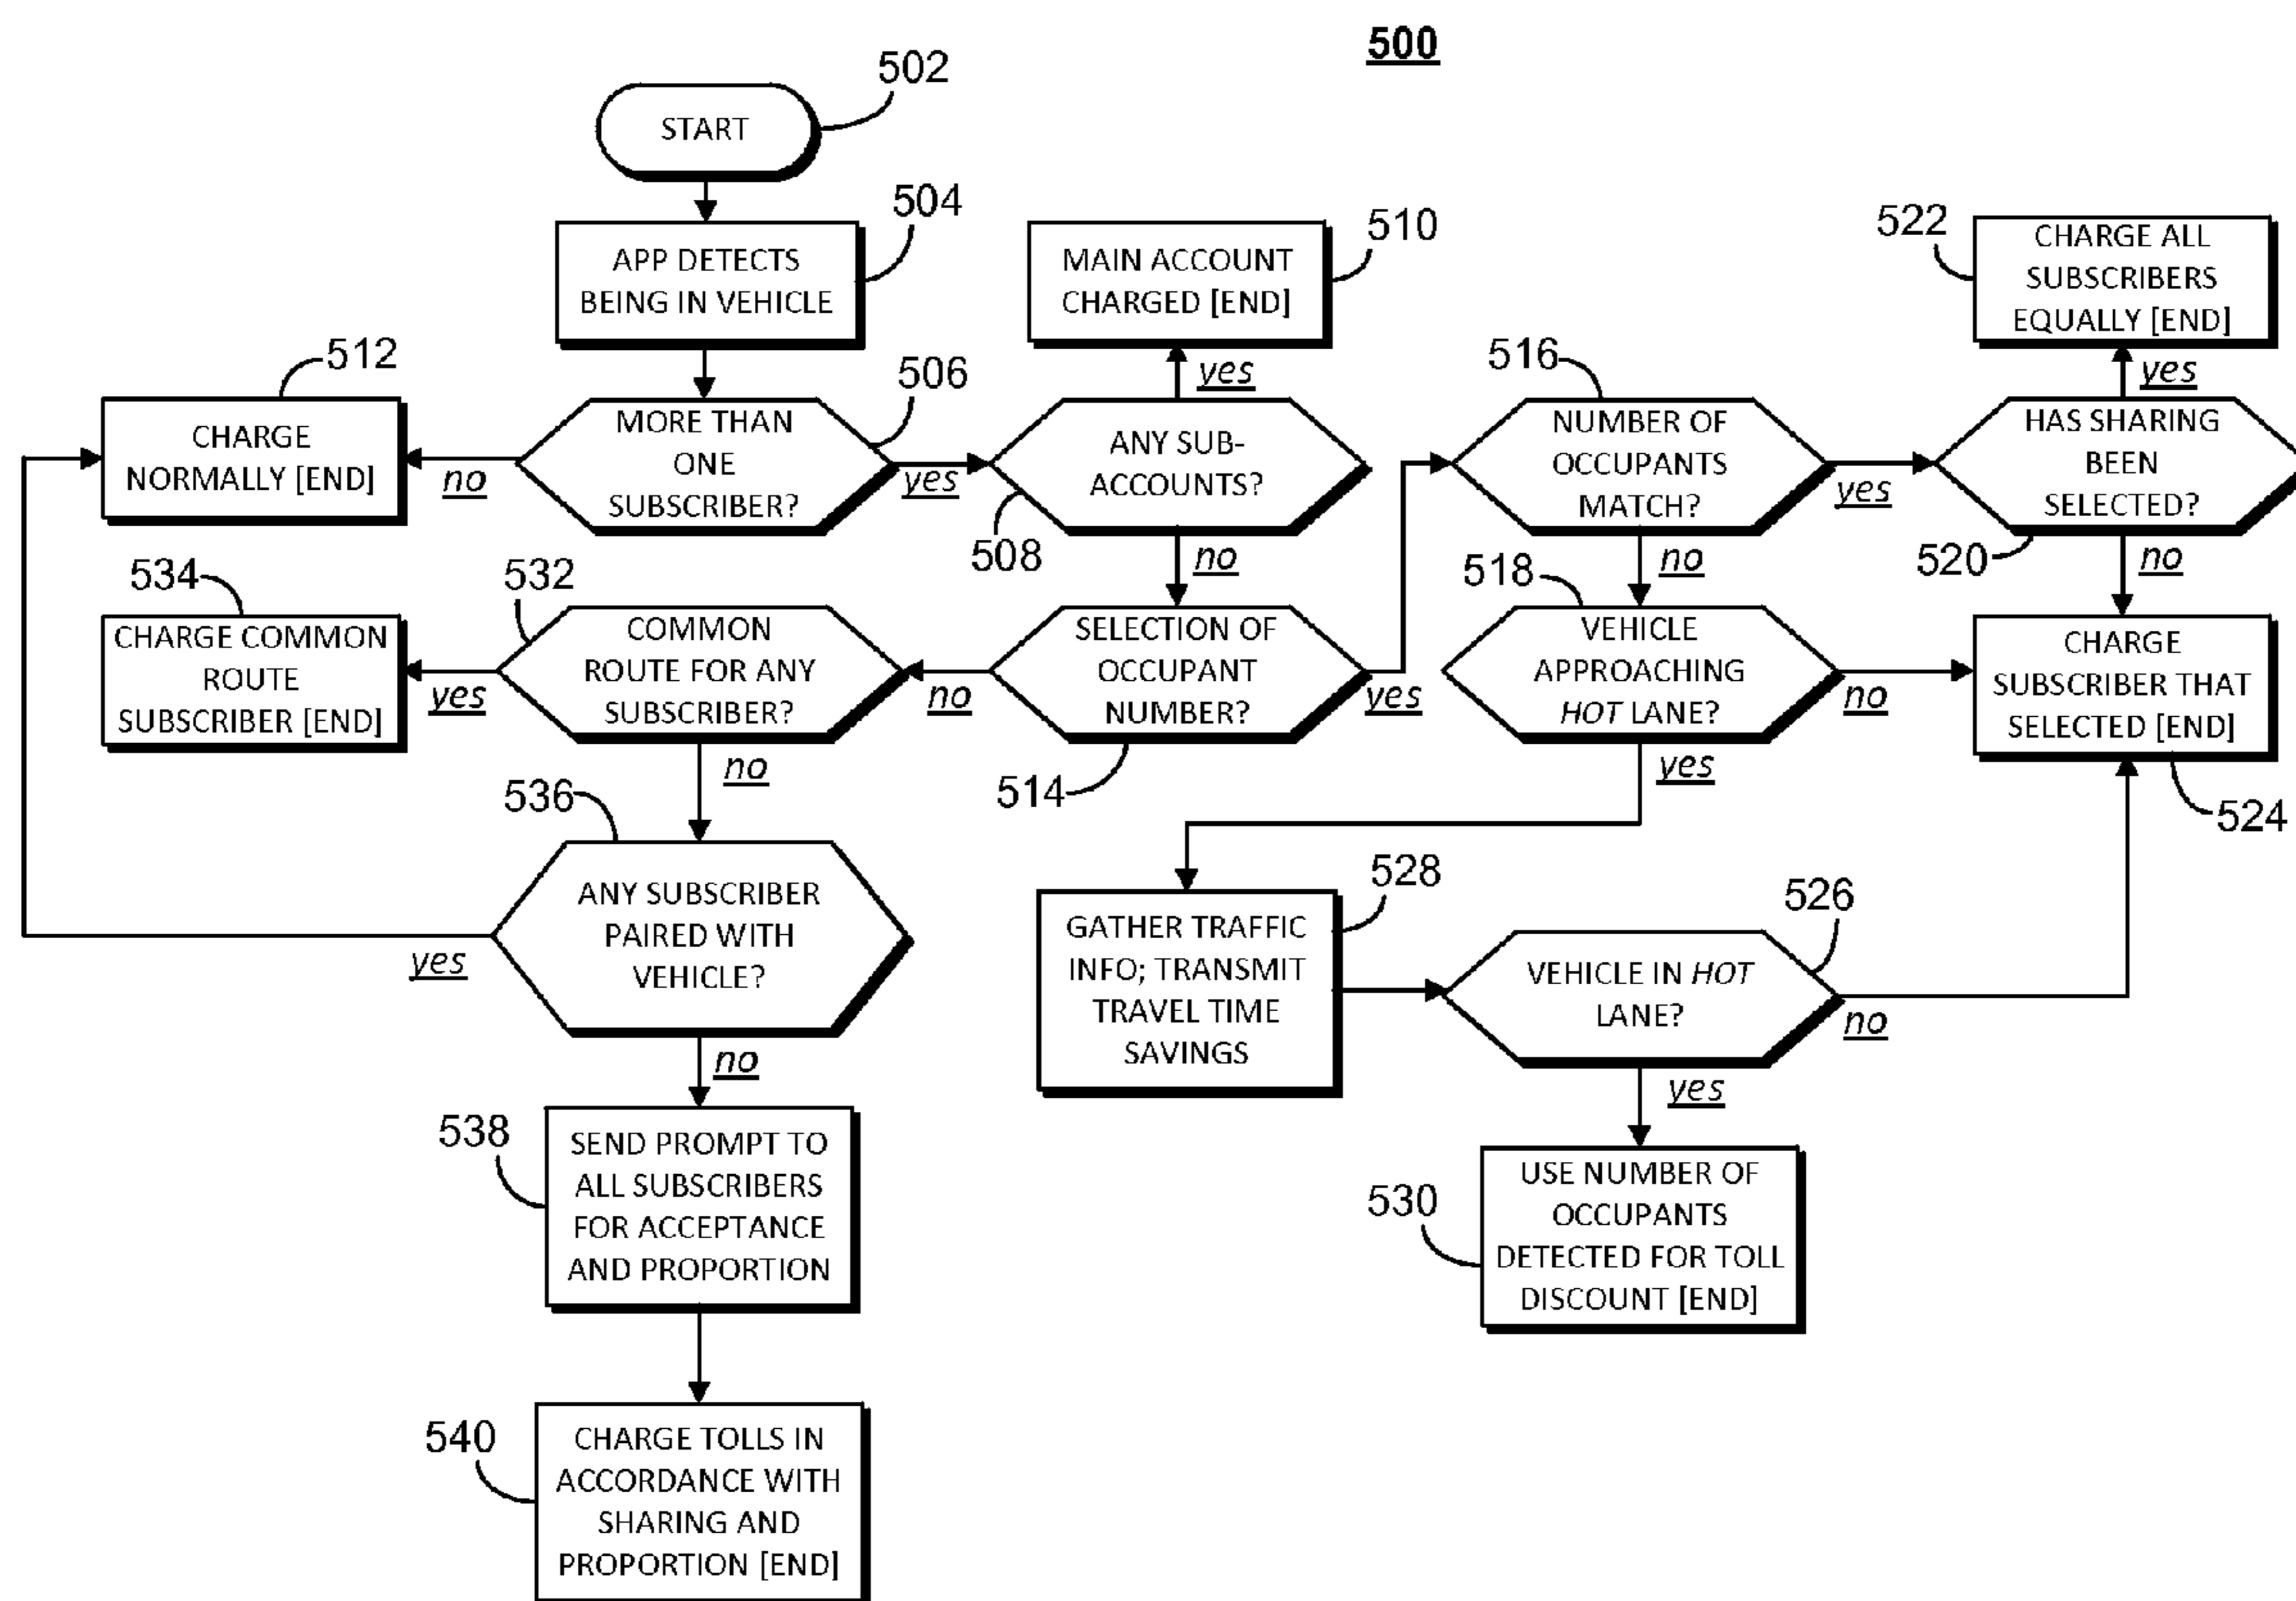 500
502
START
504
APP DETECTS
BEING IN VEHICLE
510
MAIN ACCOUNT
CHARGED [END]
yes
522
CHARGE ALL
SUBSCRIBERS
EQUALLY [END]
yes
512
CHARGE
NORMALLY [END]
no
506
MORE THAN
ONE
SUBSCRIBER?
yes
508
ANY SUB-
ACCOUNTS?
no
516
NUMBER OF
OCCUPANTS
MATCH?
yes
no
520
HAS SHARING
BEEN
SELECTED?
no
534
CHARGE COMMON
ROUTE
SUBSCRIBER [END]
yes
532
COMMON
ROUTE FOR ANY
SUBSCRIBER?
no
no
514
SELECTION OF
OCCUPANT
NUMBER?
yes
518
VEHICLE
APPROACHING
HOT LANE?
no
yes
524
CHARGE
SUBSCRIBER THAT
SELECTED [END]
536
ANY SUBSCRIBER
PAIRED WITH
VEHICLE?
yes
no
528
GATHER TRAFFIC
INFO; TRANSMIT
TRAVEL TIME
SAVINGS
526
VEHICLE IN HOT
LANE?
no
yes
538
SEND PROMPT TO
ALL SUBSCRIBERS
FOR ACCEPTANCE
AND PROPORTION
530
USE NUMBER OF
OCCUPANTS
DETECTED FOR TOLL
DISCOUNT [END]
540
CHARGE TOLLS IN
ACCORDANCE WITH
SHARING AND
PROPORTION [END]